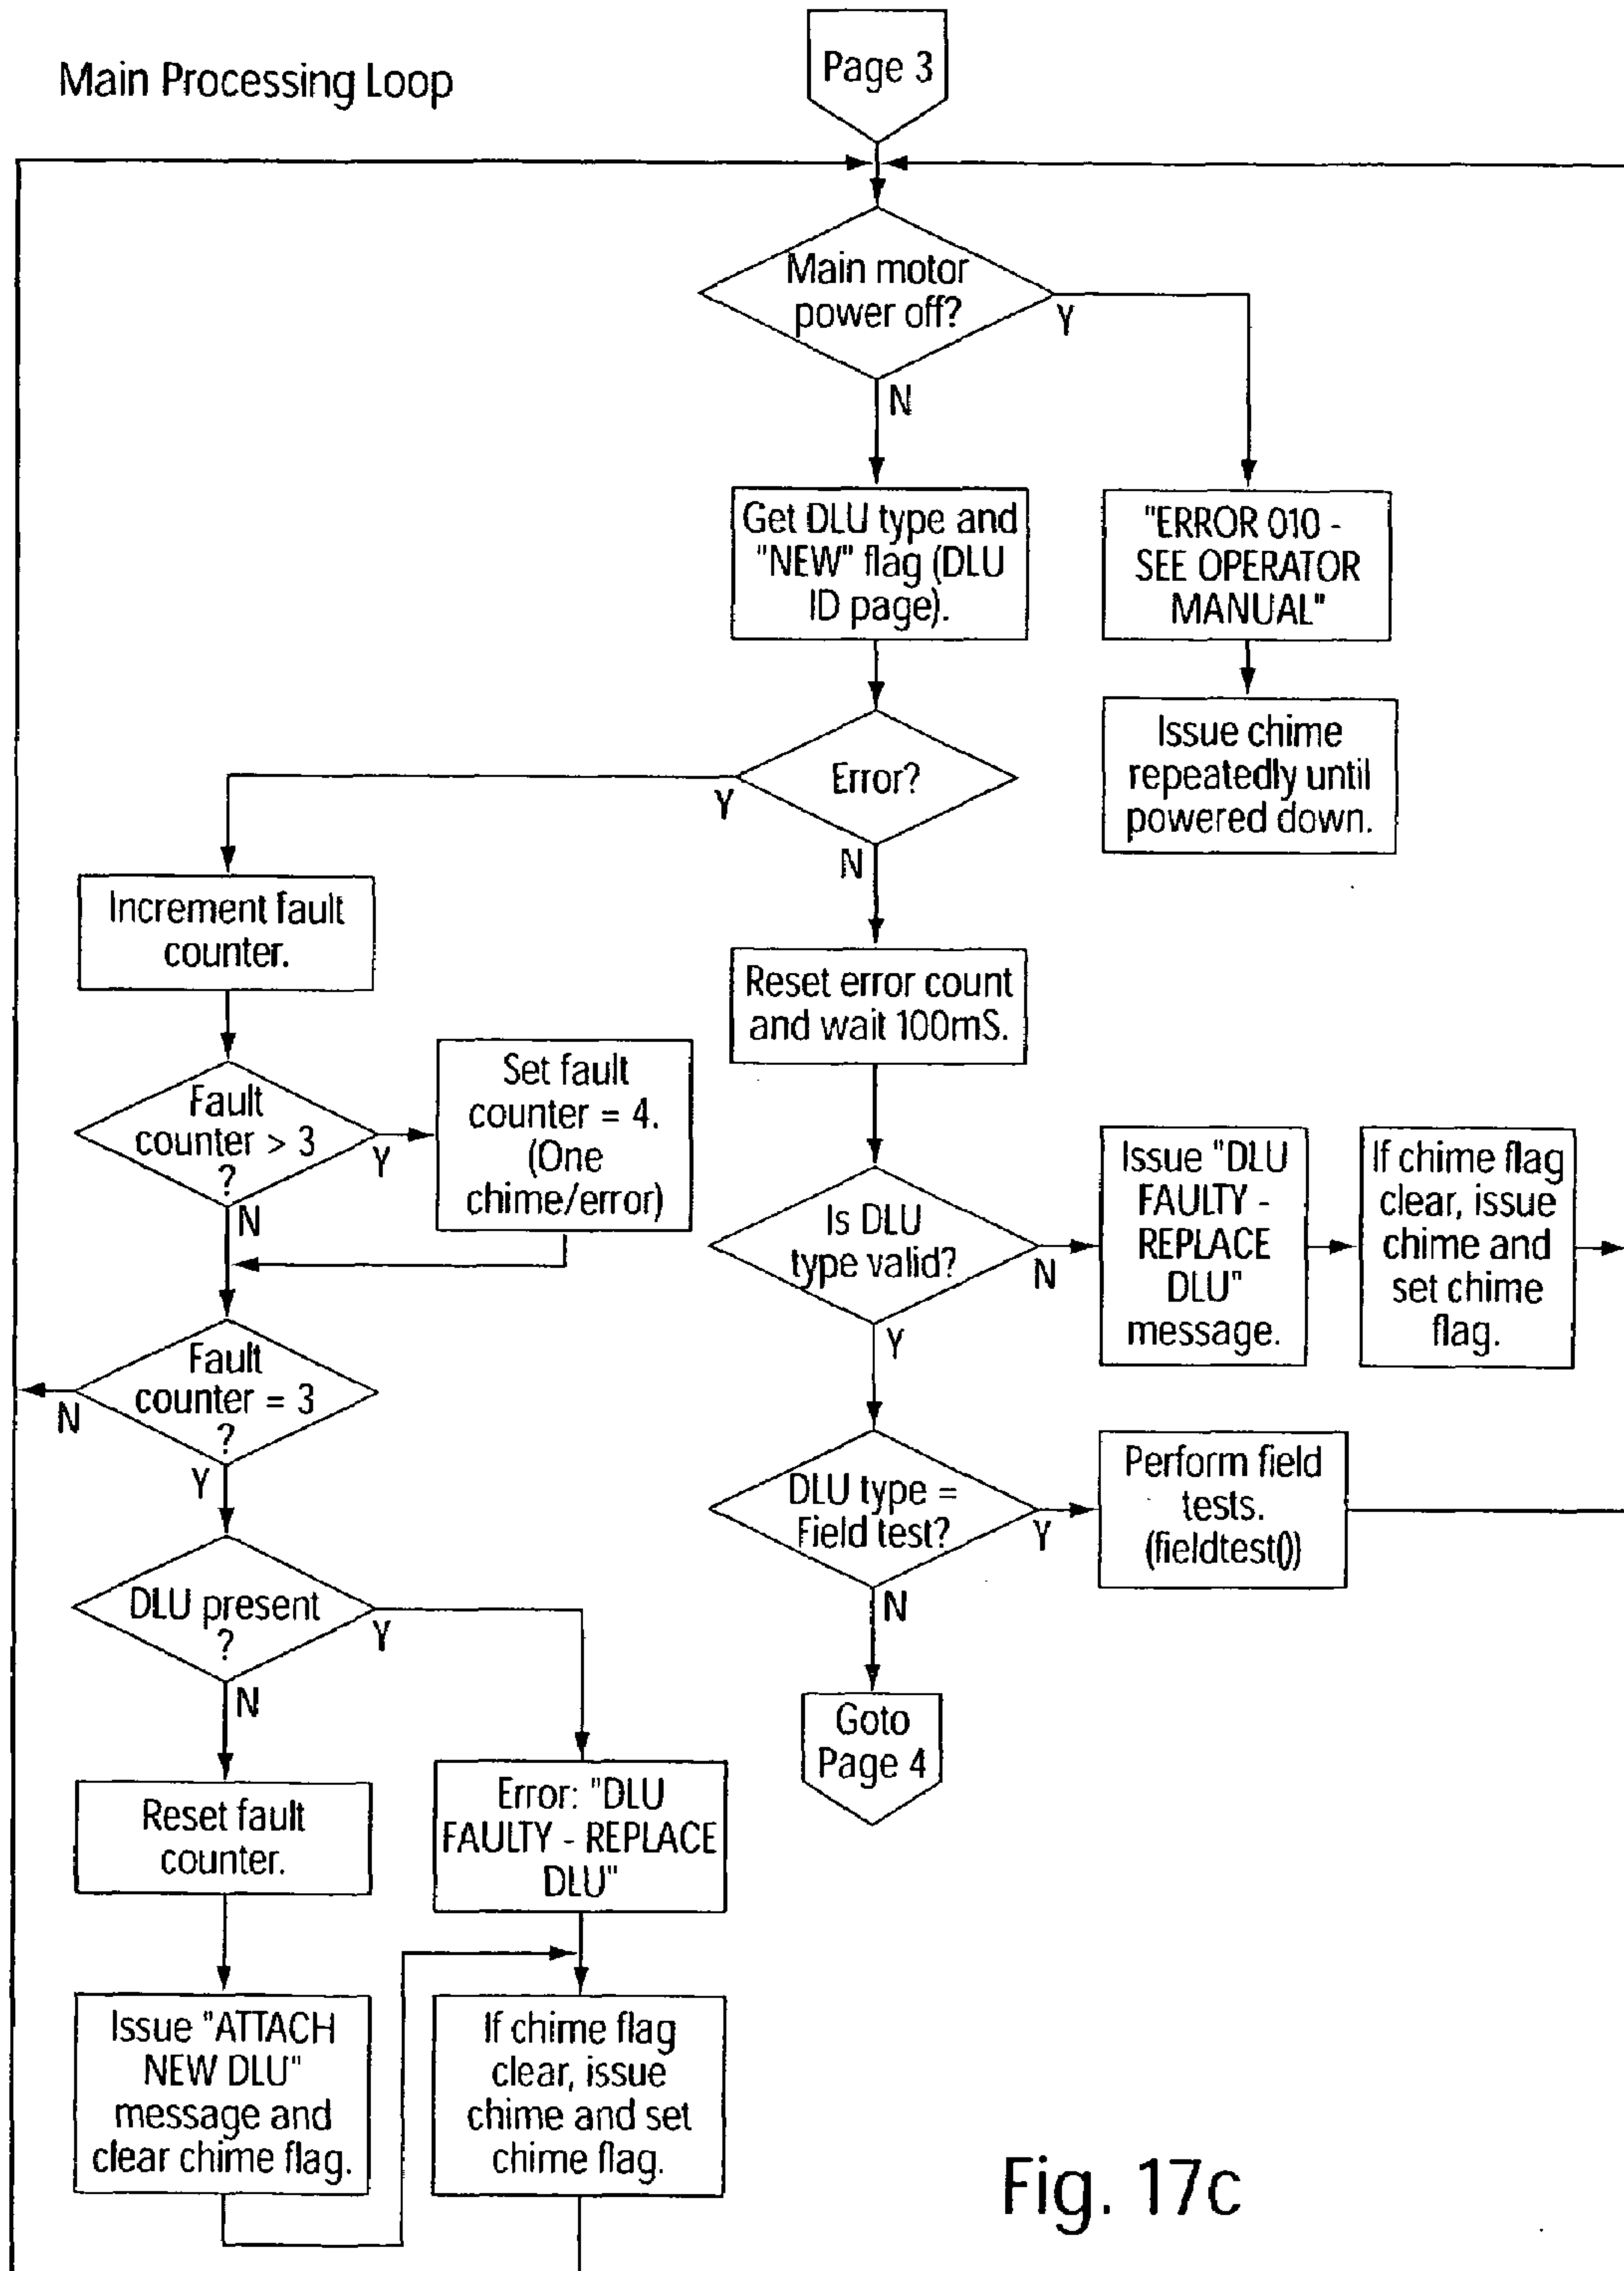 Main Processing Loop
Page 3
Main motor
power off?
Y
N
Get DLU type and
"NEW" flag (DLU
ID page).
"ERROR 010 -
SEE OPERATOR
MANUAL"
Issue chime
repeatedly until
powered down.
Error?
Y
N
Increment fault
counter.
Reset error count
and wait 100mS.
Fault
counter > 3
?
Y
N
Set fault
counter = 4.
(One
chime/error)
Is DLU
type valid?
N
Y
Issue "DLU
FAULTY -
REPLACE
DLU"
message.
If chime flag
clear, issue
chime and
set chime
flag.
Fault
counter = 3
?
N
Y
DLU type =
Field test?
Y
N
Perform field
tests.
(fieldtest())
DLU present
?
Y
N
Goto
Page 4
Reset fault
counter.
Error: "DLU
FAULTY - REPLACE
DLU"
Issue "ATTACH
NEW DLU"
message and
clear chime flag.
If chime flag
clear, issue
chime and set
chime flag.
Fig. 17c